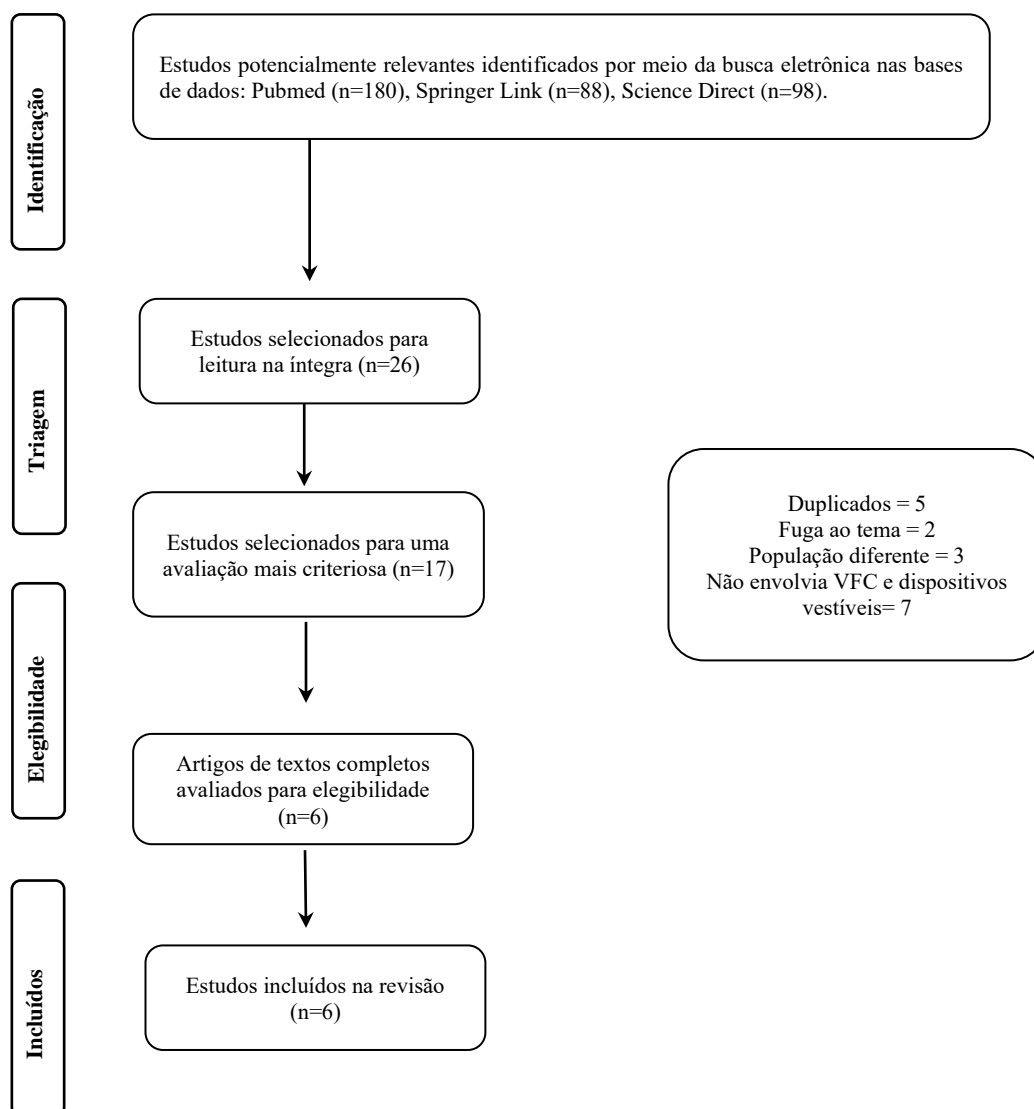 Identificação
Estudos potencialmente relevantes identificados por meio da busca eletrônica nas bases
de dados: Pubmed (n=180), Springer Link (n=88), Science Direct (n=98).
Triagem
Estudos selecionados para
leitura na íntegra (n=26)
Estudos selecionados para uma
avaliação mais criteriosa (n=17)
Duplicados = 5
Fuga ao tema = 2
População diferente = 3
Não envolvia VFC e dispositivos
vestíveis= 7
Elegibilidade
Artigos de textos completos
avaliados para elegibilidade
(n=6)
Incluídos
Estudos incluídos na revisão
(n=6)